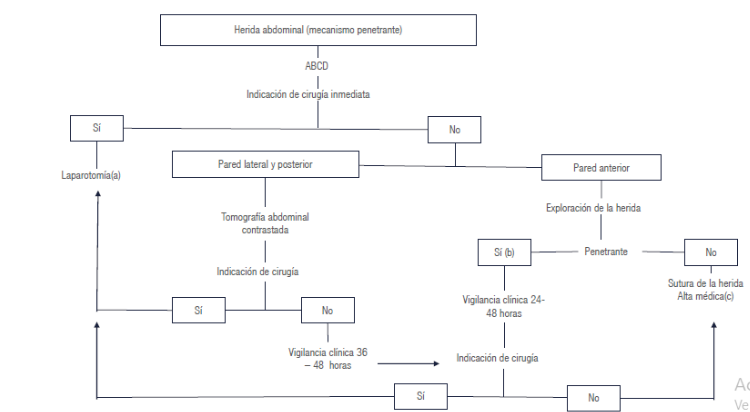 Herida abdominal (mecanismo penetrante)
ABCD
Indicación de cirugía inmediata
Sí
No
Laparotomía(a)
Pared lateral y posterior
Pared anterior
Tomografía abdominal
contrastada
Exploración de la herida
Indicación de cirugía
Sí (b)
Penetrante
No
Sutura de la herida
Alta médica(c)
Vigilancia clínica 24-
48 horas
Sí
No
Vigilancia clínica 36
– 48 horas
Indicación de cirugía
Sí
No